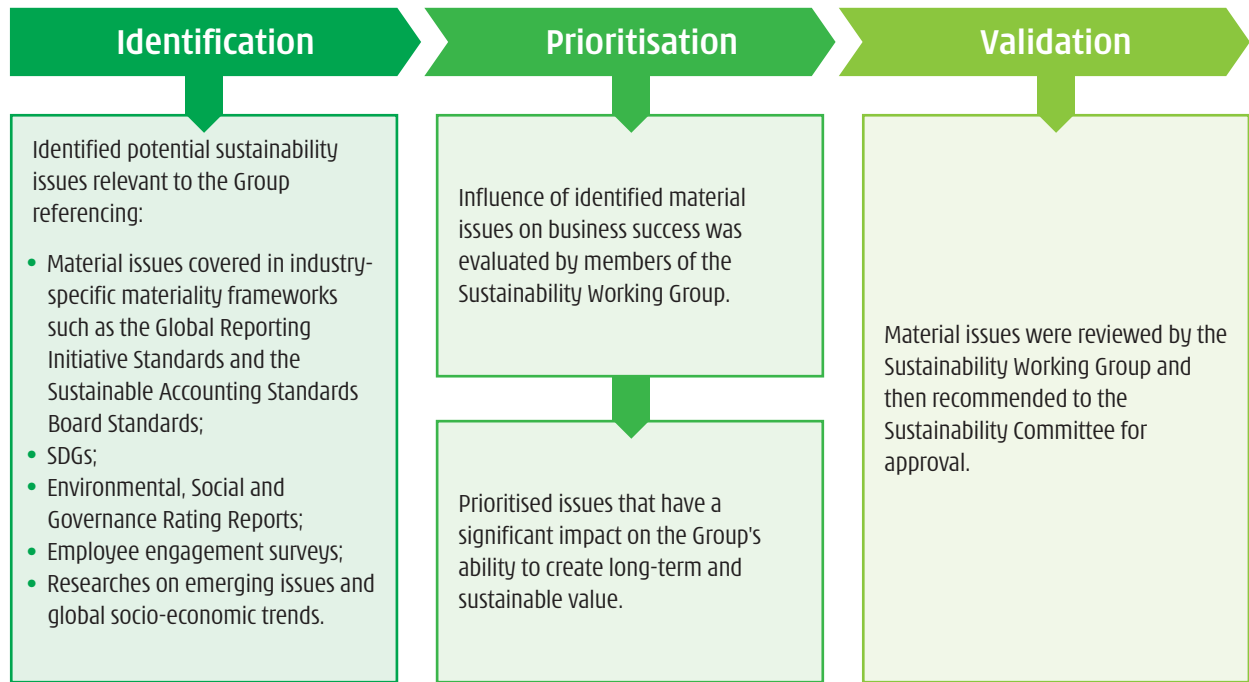 Identification
Identified potential sustainability
issues relevant to the Group
referencing:
• Material issues covered in industry-
specific materiality frameworks
such as the Global Reporting
Initiative Standards and the
Sustainable Accounting Standards
Board Standards;
• SDGs;
• Environmental, Social and
Governance Rating Reports;
• Employee engagement surveys;
• Researches on emerging issues and
global socio-economic trends.
Prioritisation
Influence of identified material
issues on business success was
evaluated by members of the
Sustainability Working Group.
Prioritised issues that have a
significant impact on the Group's
ability to create long-term and
sustainable value.
Validation
Material issues were reviewed by the
Sustainability Working Group and
then recommended to the
Sustainability Committee for
approval.